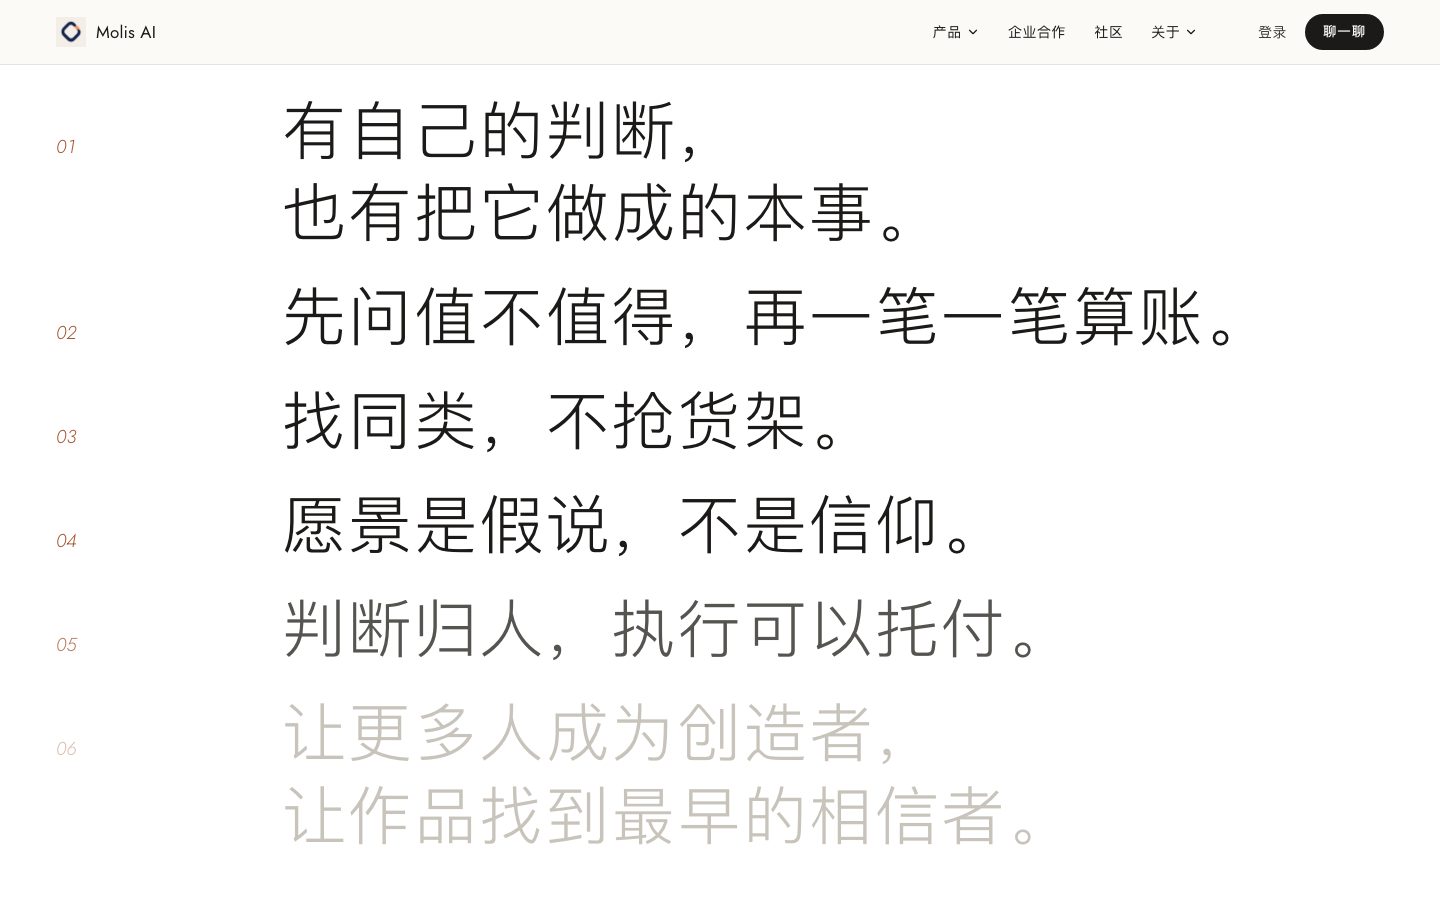 Molis AI
产品
企业合作
社区
关于
登录
聊一聊
01
有自己的判断，
也有把它做成的本事。
02
先问值不值得，再一笔一笔算账。
03
找同类，不抢货架。
04
愿景是假说，不是信仰。
05
判断归人，执行可以托付。
06
让更多人成为创造者，
让作品找到最早的相信者。